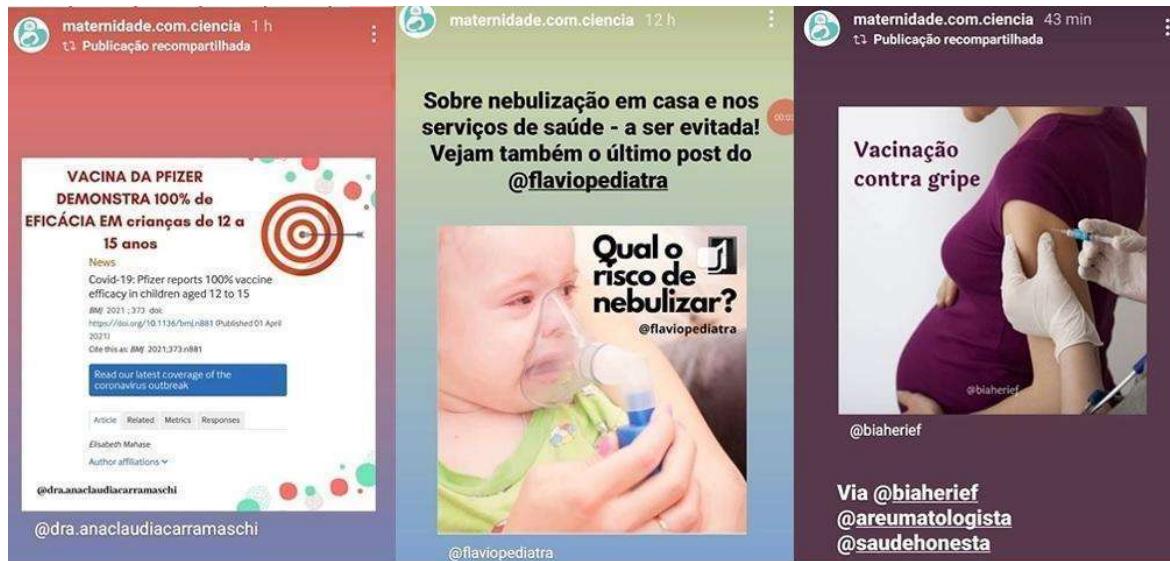 maternidade.com.ciencia 1 h
Publicação recompartilhada
VACINA DA PFIZER
DEMONSTRA 100% de
EFICÁCIA EM crianças de 12 a
15 anos
News
Covid-19: Pfizer reports 100% vaccine
efficacy in children aged 12 to 15
BMJ 2021 ; 373 doi:
https://doi.org/10.1136/bmj.n881 (Published 01 April
2021)
Cite this as: BMJ 2021;373:n881
Read our latest coverage of the
coronavirus outbreak
Article Related Metrics Responses
Elisabeth Mahase
Author affiliations
@dra.anaclaudiacarramaschi
@dra.anaclaudiacarramaschi
maternidade.com.ciencia 12 h
Sobre nebulização em casa e nos
serviços de saúde - a ser evitada!
Vejam também o último post do
@flaviopediatra
00:03
Qual o
risco de
nebulizar?
@flaviopediatra
@flaviopediatra
maternidade.com.ciencia 43 min
Publicação recompartilhada
Vacinação
contra gripe
@biaherief
@biaherief
Via @biaherief
@areumatologista
@saudehonesta